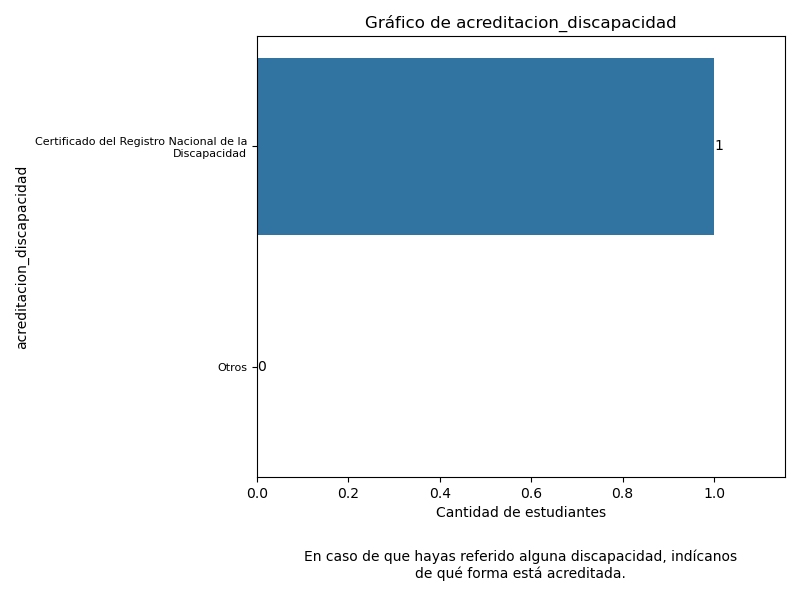 Gráfico de acreditacion_discapacidad
acreditacion_discapacidad
Certificado del Registro Nacional de la
Discapacidad
1
Otros
0
0.0 0.2 0.4 0.6 0.8 1.0
Cantidad de estudiantes
En caso de que hayas referido alguna discapacidad, indícanos
de qué forma está acreditada.